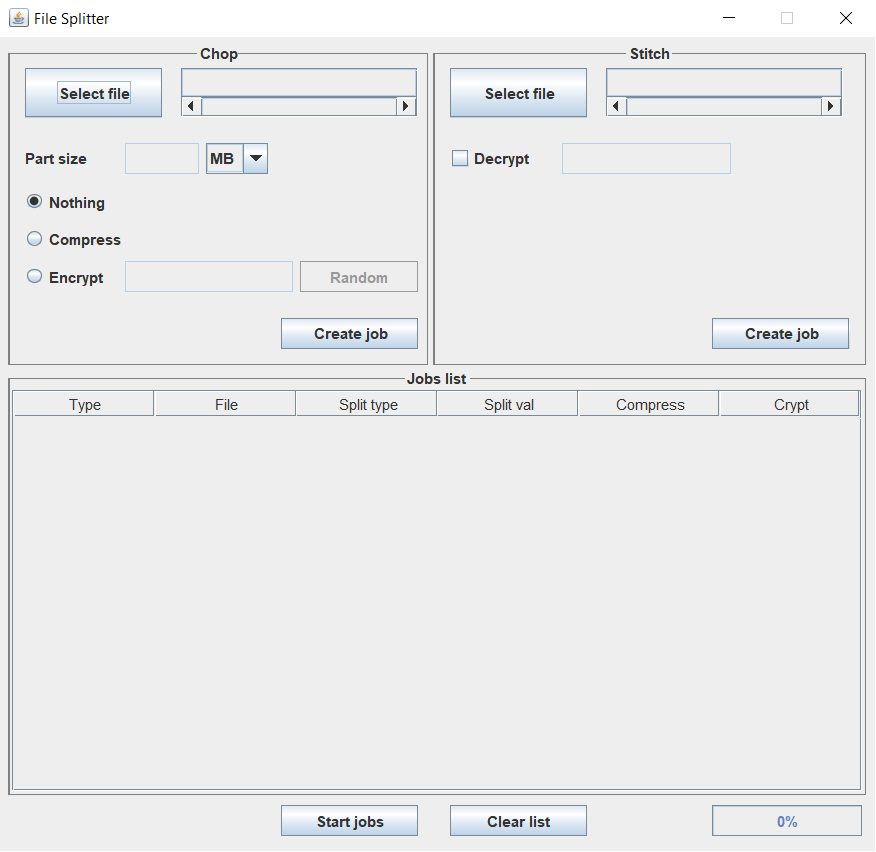 File Splitter
Chop
Select file
Part size MB
Nothing
Compress
Encrypt Random
Create job
Stitch
Select file
Decrypt
Create job
Jobs list
Type File Split type Split val Compress Crypt
Start jobs Clear list 0%